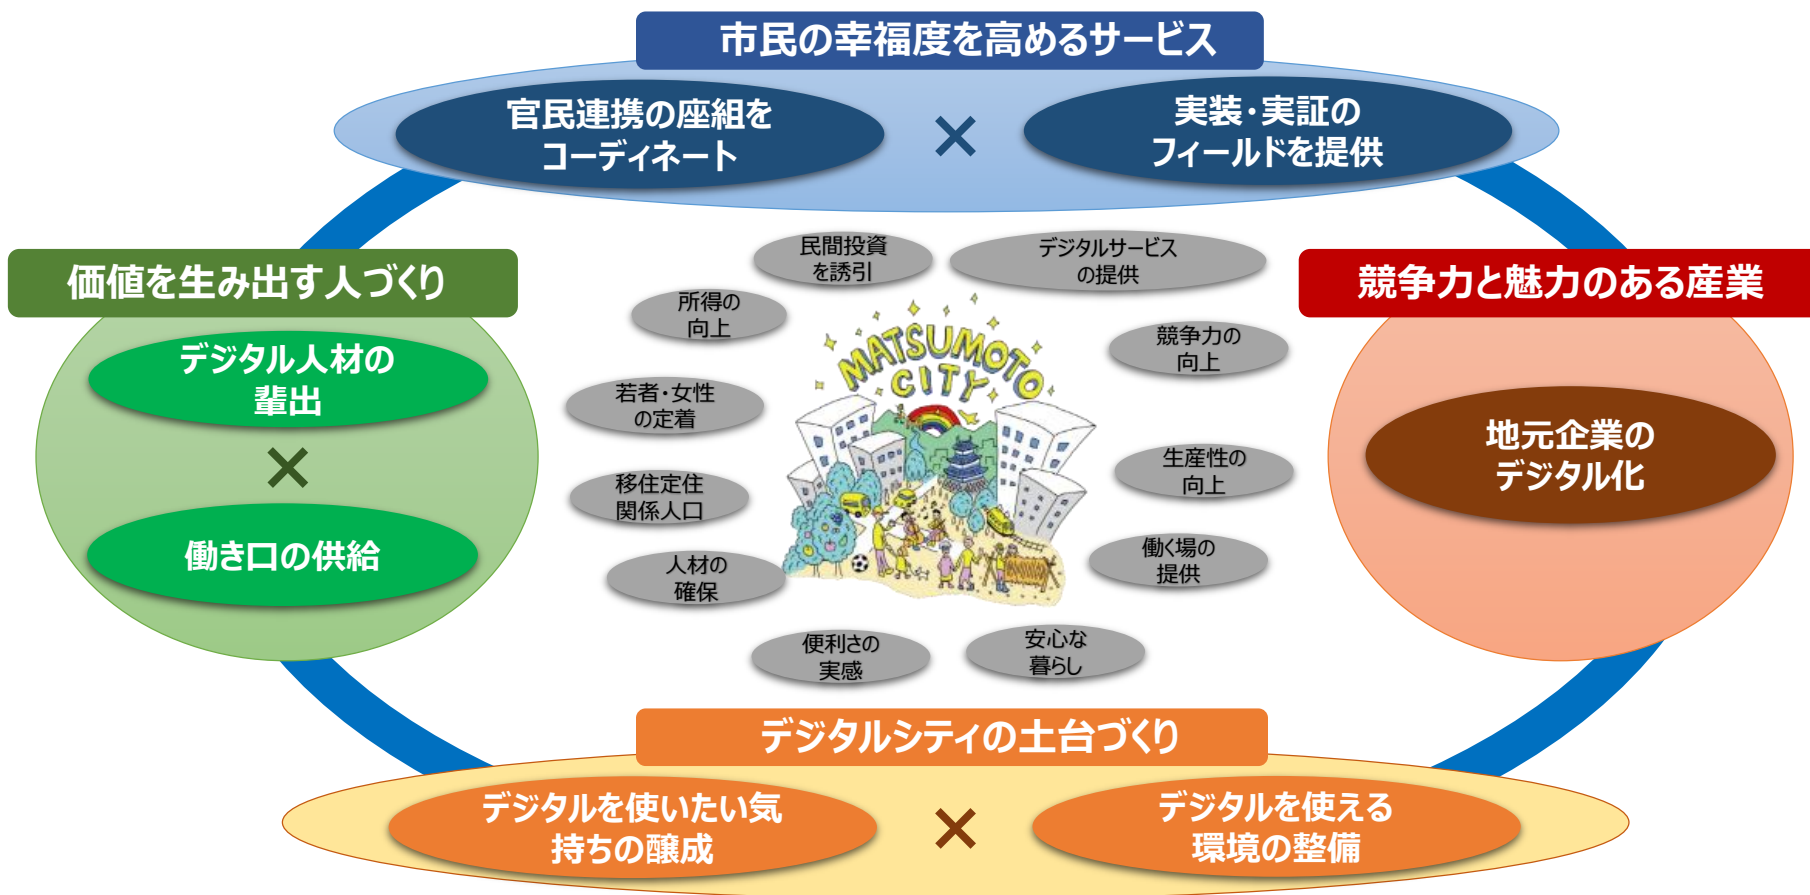 市民の幸福度を高めるサービス
官民連携の座組を
コーディネート
×
実装・実証の
フィールドを提供
価値を生み出す人づくり
デジタル人材の
輩出
×
働き口の供給
競争力と魅力のある産業
地元企業の
デジタル化
民間投資
を誘引
デジタルサービス
の提供
所得の
向上
競争力の
向上
若者・女性
の定着
生産性の
向上
移住定住
関係人口
働く場の
提供
人材の
確保
便利さの
実感
安心な
暮らし
MATSUMOTO
CITY
デジタルシティの土台づくり
デジタルを使いたい気
持ちの醸成
×
デジタルを使える
環境の整備